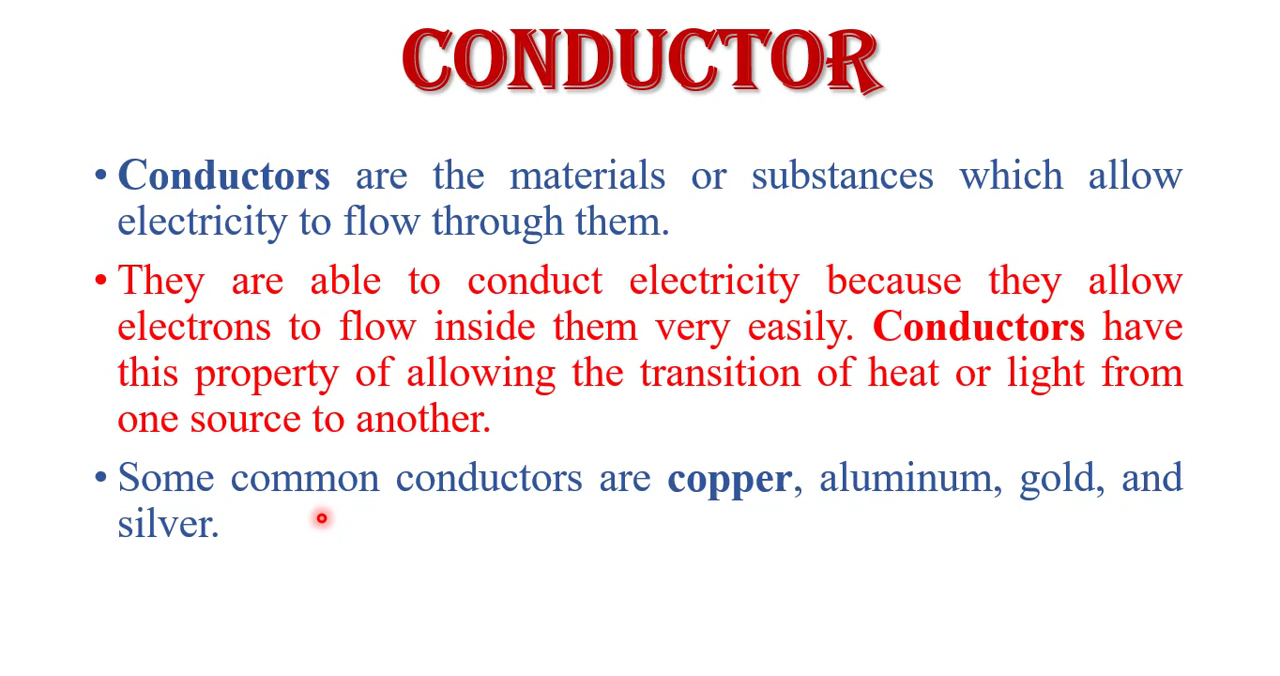 CONDUCTOR
• Conductors are the materials or substances which allow
electricity to flow through them.
• They are able to conduct electricity because they allow
electrons to flow inside them very easily. Conductors have
this property of allowing the transition of heat or light from
one source to another.
• Some common conductors are copper, aluminum, gold, and
silver.